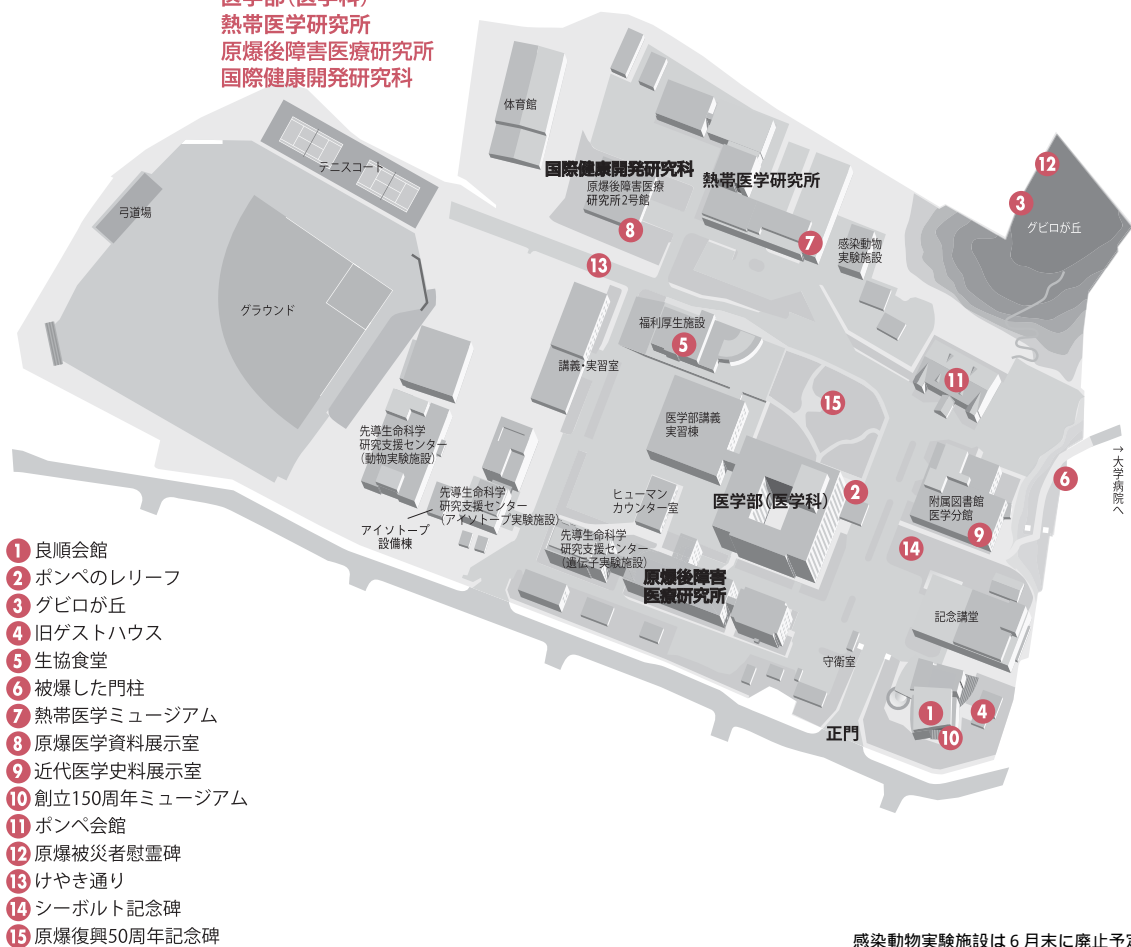 医学部（医学科）
熱帯医学研究所
原爆後障害医療研究所
国際健康開発研究科
体育館
テニスコート
弓道場
グラウンド
国際健康開発研究科
原爆後障害医療
研究所2号館
8
熱帯医学研究所
7
感染動物
実験施設
12
3
グビロが丘
13
福利厚生施設
5
講義・実習室
15
11
医学部講義
実習棟
先導生命科学
研究支援センター
（動物実験施設）
先導生命科学
研究支援センター
（アイソトープ実験施設）
アイソトープ
設備棟
ヒューマン
カウンター室
医学部（医学科）
2
附属図書館
医学分館
9
6
→大学病院へ
14
先導生命科学
研究支援センター
（遺伝子実験施設）
原爆後障害
医療研究所
記念講堂
守衛室
正門
1
4
10
1 良順会館
2 ポンペのレリーフ
3 グビロが丘
4 旧ゲストハウス
5 生協食堂
6 被爆した門柱
7 熱帯医学ミュージアム
8 原爆医学資料展示室
9 近代医学史料展示室
10 創立150周年ミュージアム
11 ポンペ会館
12 原爆被災者慰霊碑
13 けやき通り
14 シーボルト記念碑
15 原爆復興50周年記念碑
感染動物実験施設は６月末に廃止予定